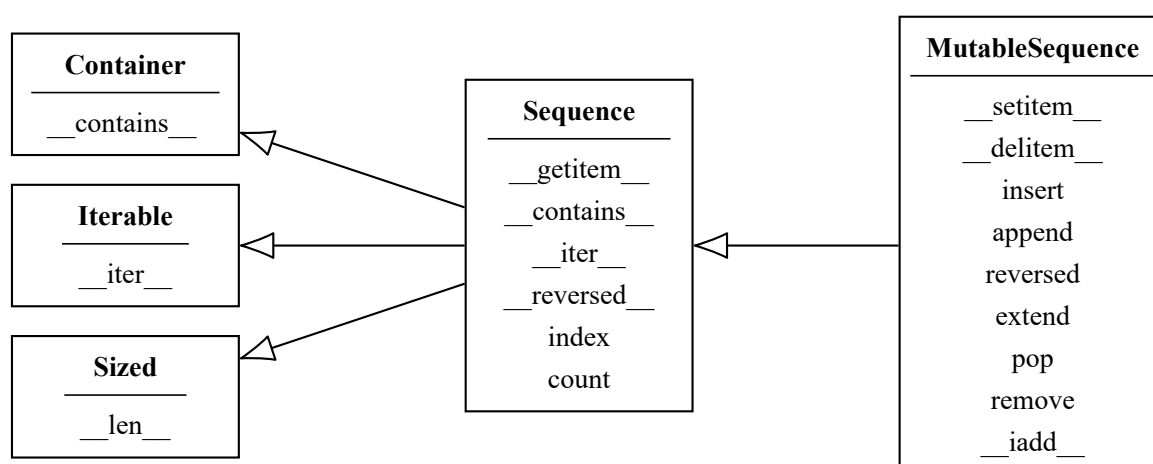 Container
__contains__
Iterable
__iter__
Sized
__len__
Sequence
__getitem__
__contains__
__iter__
__reversed__
index
count
MutableSequence
__setitem__
__delitem__
insert
append
reversed
extend
pop
remove
__iadd__